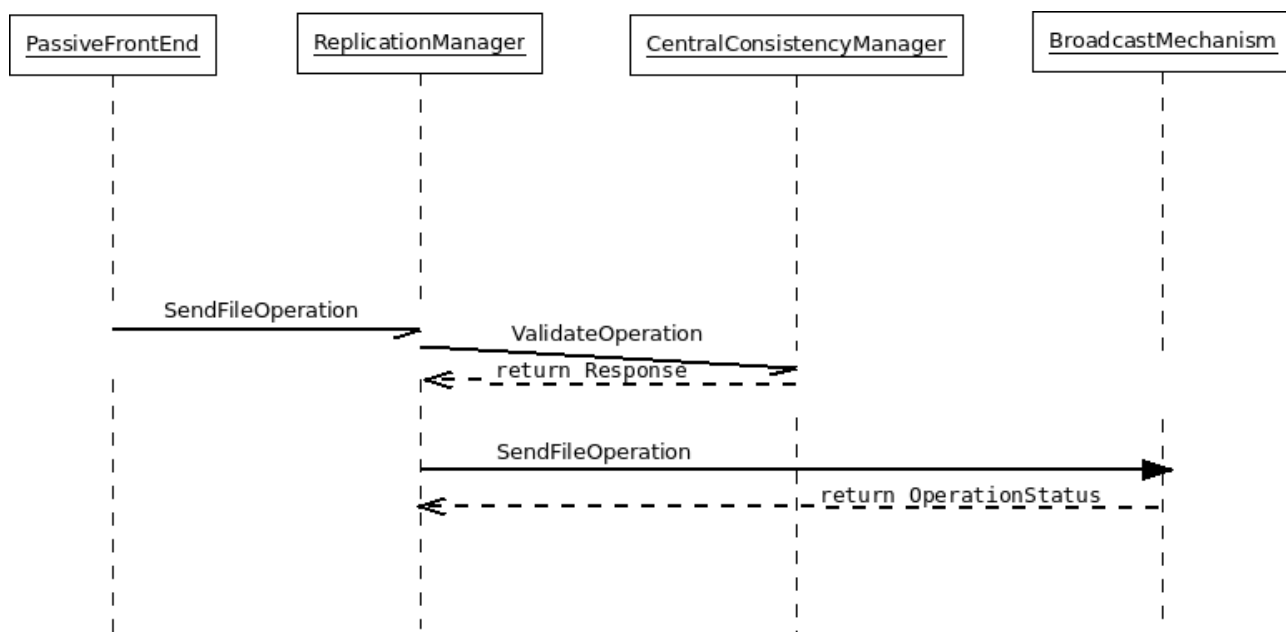 PassiveFrontEnd
ReplicationManager
CentralConsistencyManager
BroadcastMechanism
SendFileOperation
ValidateOperation
return Response
SendFileOperation
return OperationStatus